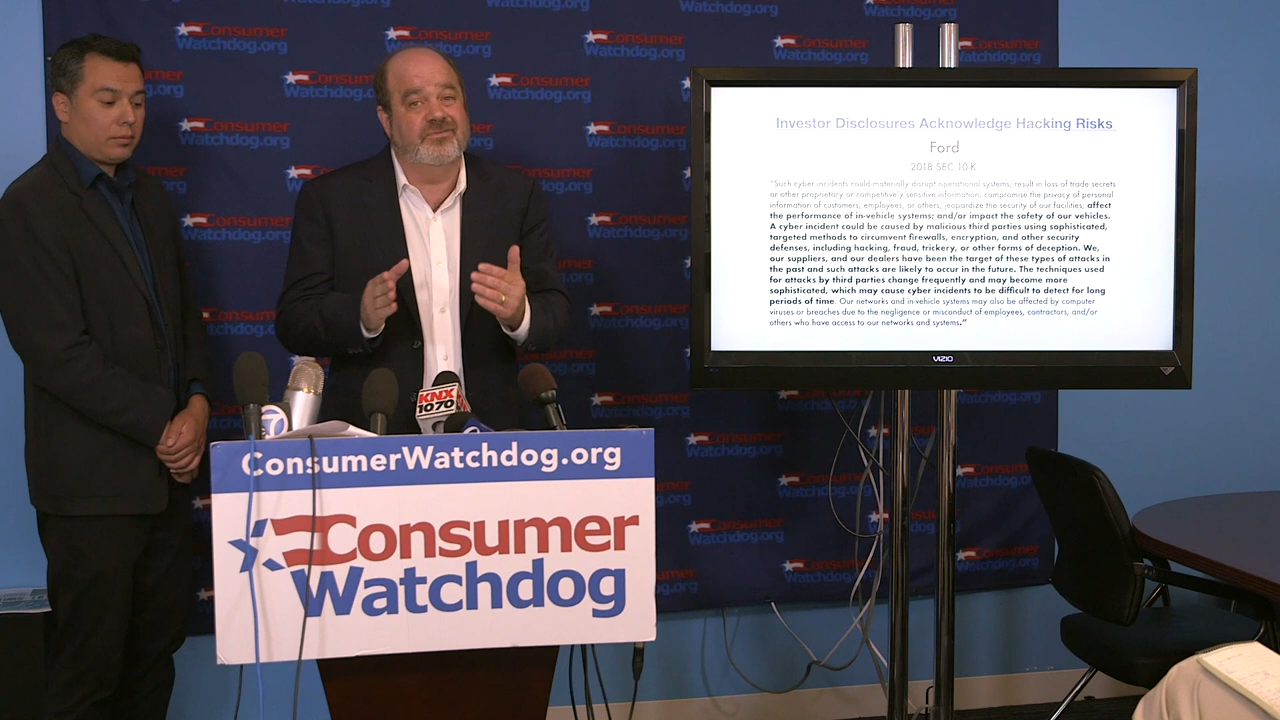 Consumer
Watchdog.org
Investor Disclosures Acknowledge Hacking Risks
Ford
2018 SEC 10-K
"Such cyber incidents could materially disrupt operational systems; result in loss of trade secrets
or other proprietary or competitively sensitive information; compromise the privacy of personal
information of customers, employees, or others; jeopardize the security of our facilities; affect
the performance of in-vehicle systems; and/or impact the safety of our vehicles.
A cyber incident could be caused by malicious third parties using sophisticated,
targeted methods to circumvent firewalls, encryption, and other security
defenses, including hacking, fraud, trickery, or other forms of deception. We,
our suppliers, and our dealers have been the target of these types of attacks in
the past and such attacks are likely to occur in the future. The techniques used
for attacks by third parties change frequently and may become more
sophisticated, which may cause cyber incidents to be difficult to detect for long
periods of time. Our networks and in-vehicle systems may also be affected by computer
viruses or breaches due to the negligence or misconduct of employees, contractors, and/or
others who have access to our networks and systems."
VIZIO
KNX
1070
7
ConsumerWatchdog.org
Consumer
Watchdog